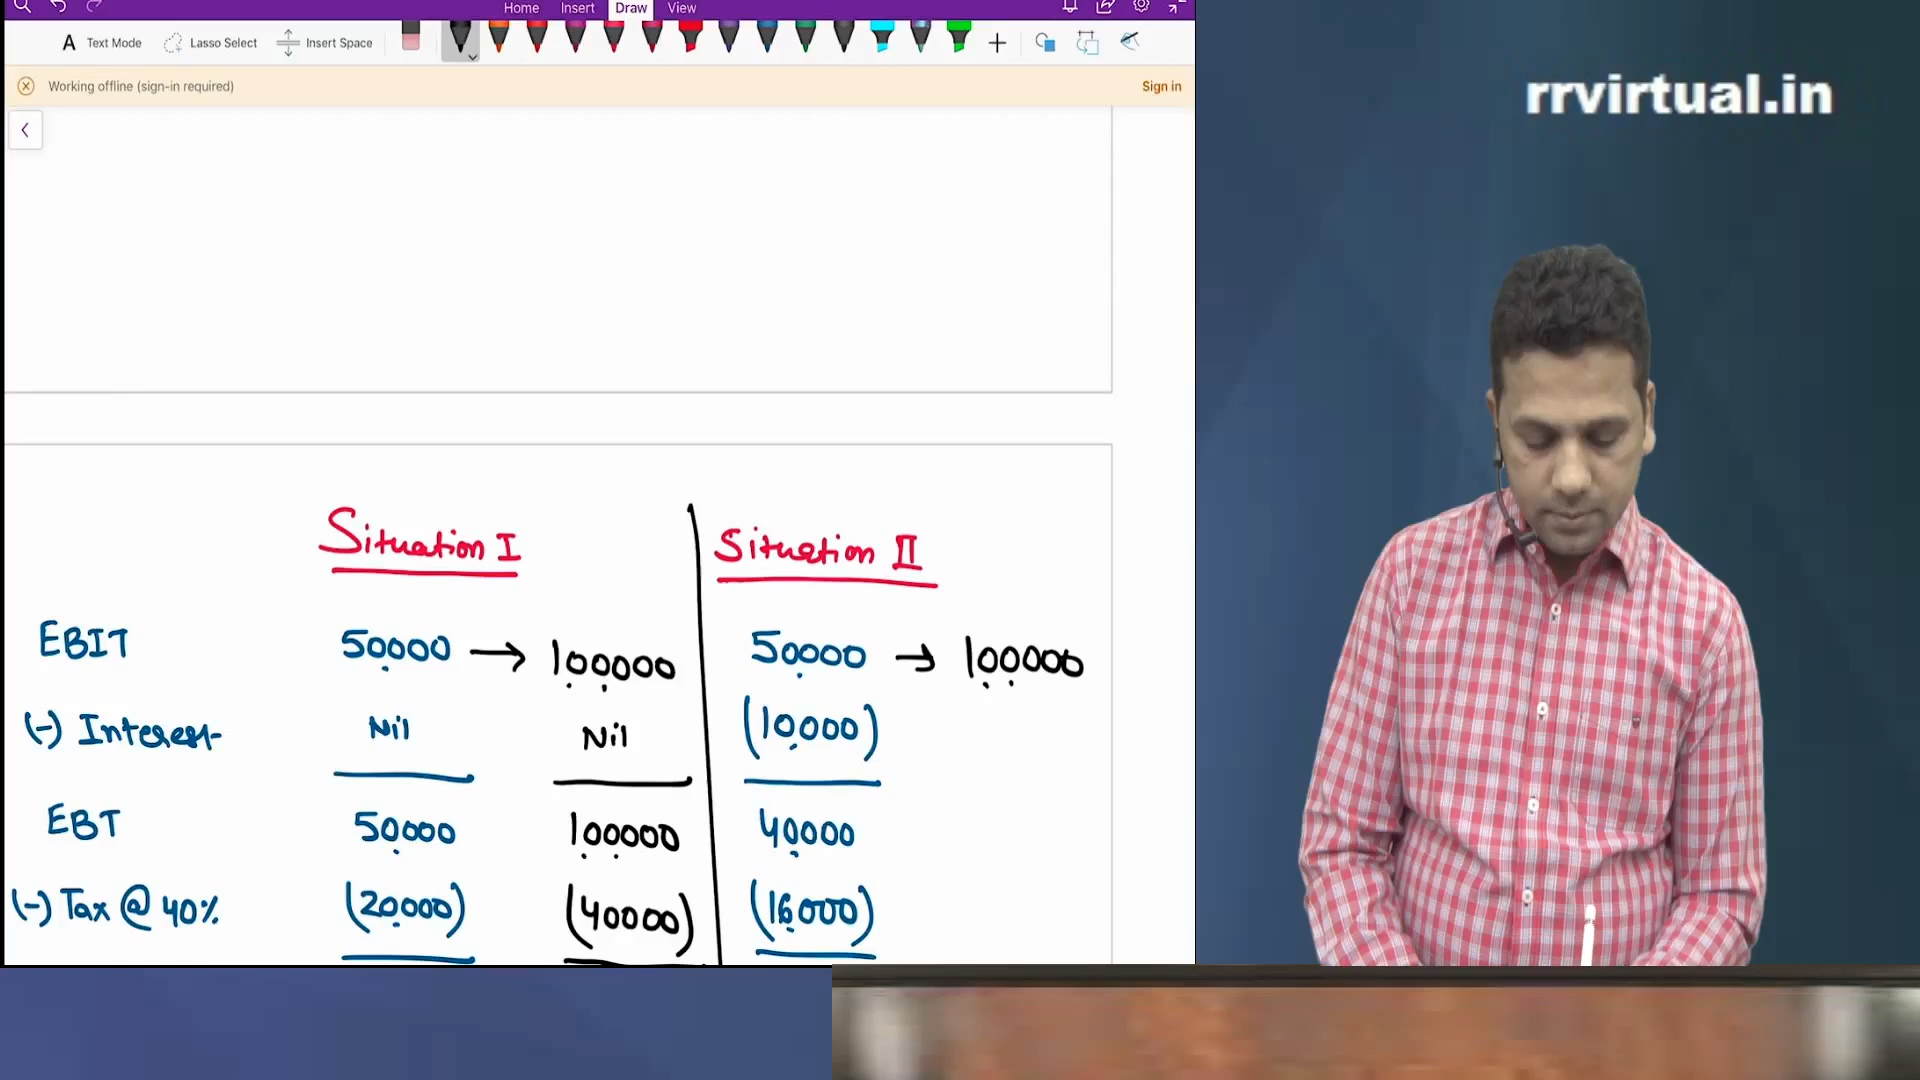 Home Insert Draw View
Text Mode Lasso Select Insert Space
Working offline (sign-in required) Sign in
rrvirtual.in
Situation I Situation II
EBIT 50000 → 100000 50000 → 100000
(-) Interest Nil Nil (10000)
EBT 50000 100000 40000
(-) Tax @ 40% (20000) (40000) (16000)